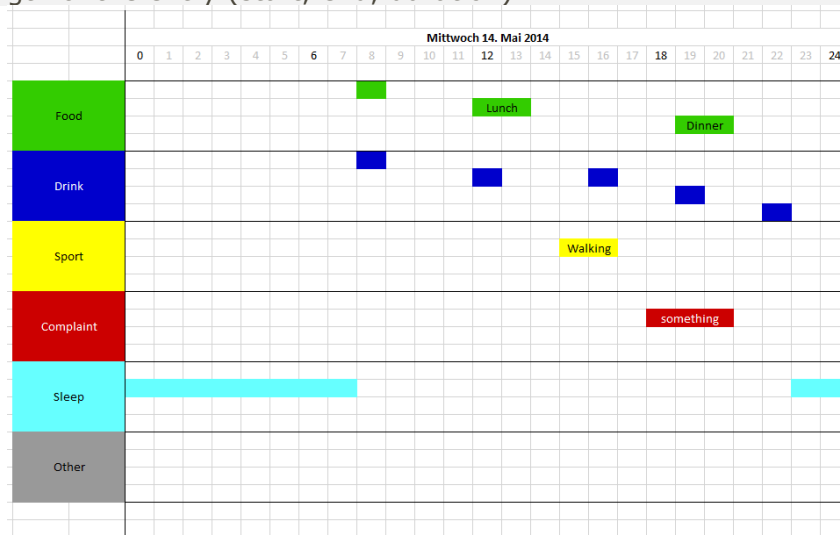 Mittwoch 14. Mai 2014
0 1 2 3 4 5 6 7 8 9 10 11 12 13 14 15 16 17 18 19 20 21 22 23 24
Food
Lunch
Dinner
Drink
Sport
Walking
Complaint
something
Sleep
Other